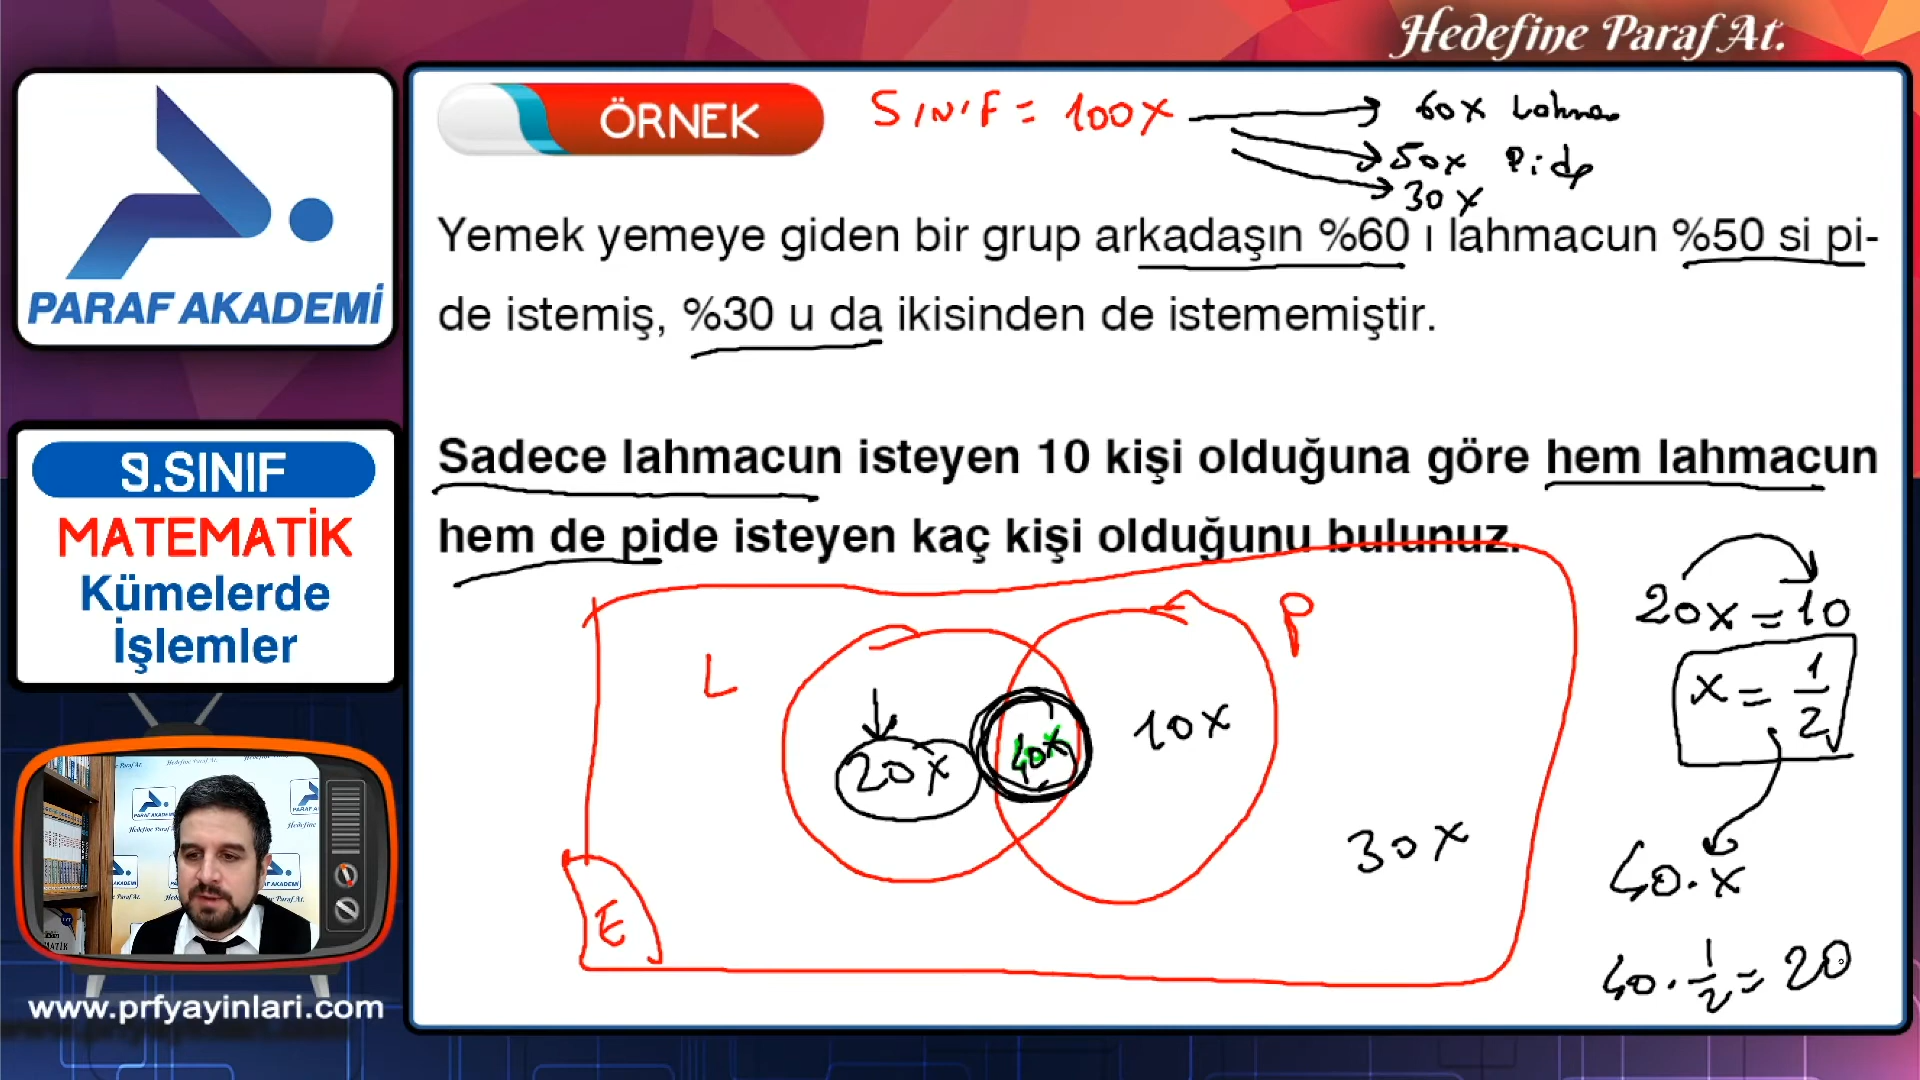 Hedefine Paraf At.
PARAF AKADEMİ
9.SINIF
MATEMATİK
Kümelerde
İşlemler
www.prfyayinlari.com
ÖRNEK
SINIF = 100x
60x Lahma
50x Pide
30x
Yemek yemeye giden bir grup arkadaşın %60 ı lahmacun %50 si pi-
de istemiş, %30 u da ikisinden de istememiştir.
Sadece lahmacun isteyen 10 kişi olduğuna göre hem lahmacun
hem de pide isteyen kaç kişi olduğunu bulunuz.
L
P
20x
40x
10x
30x
E
20x = 10
x = 1/2
40.x
40.1/2 = 20